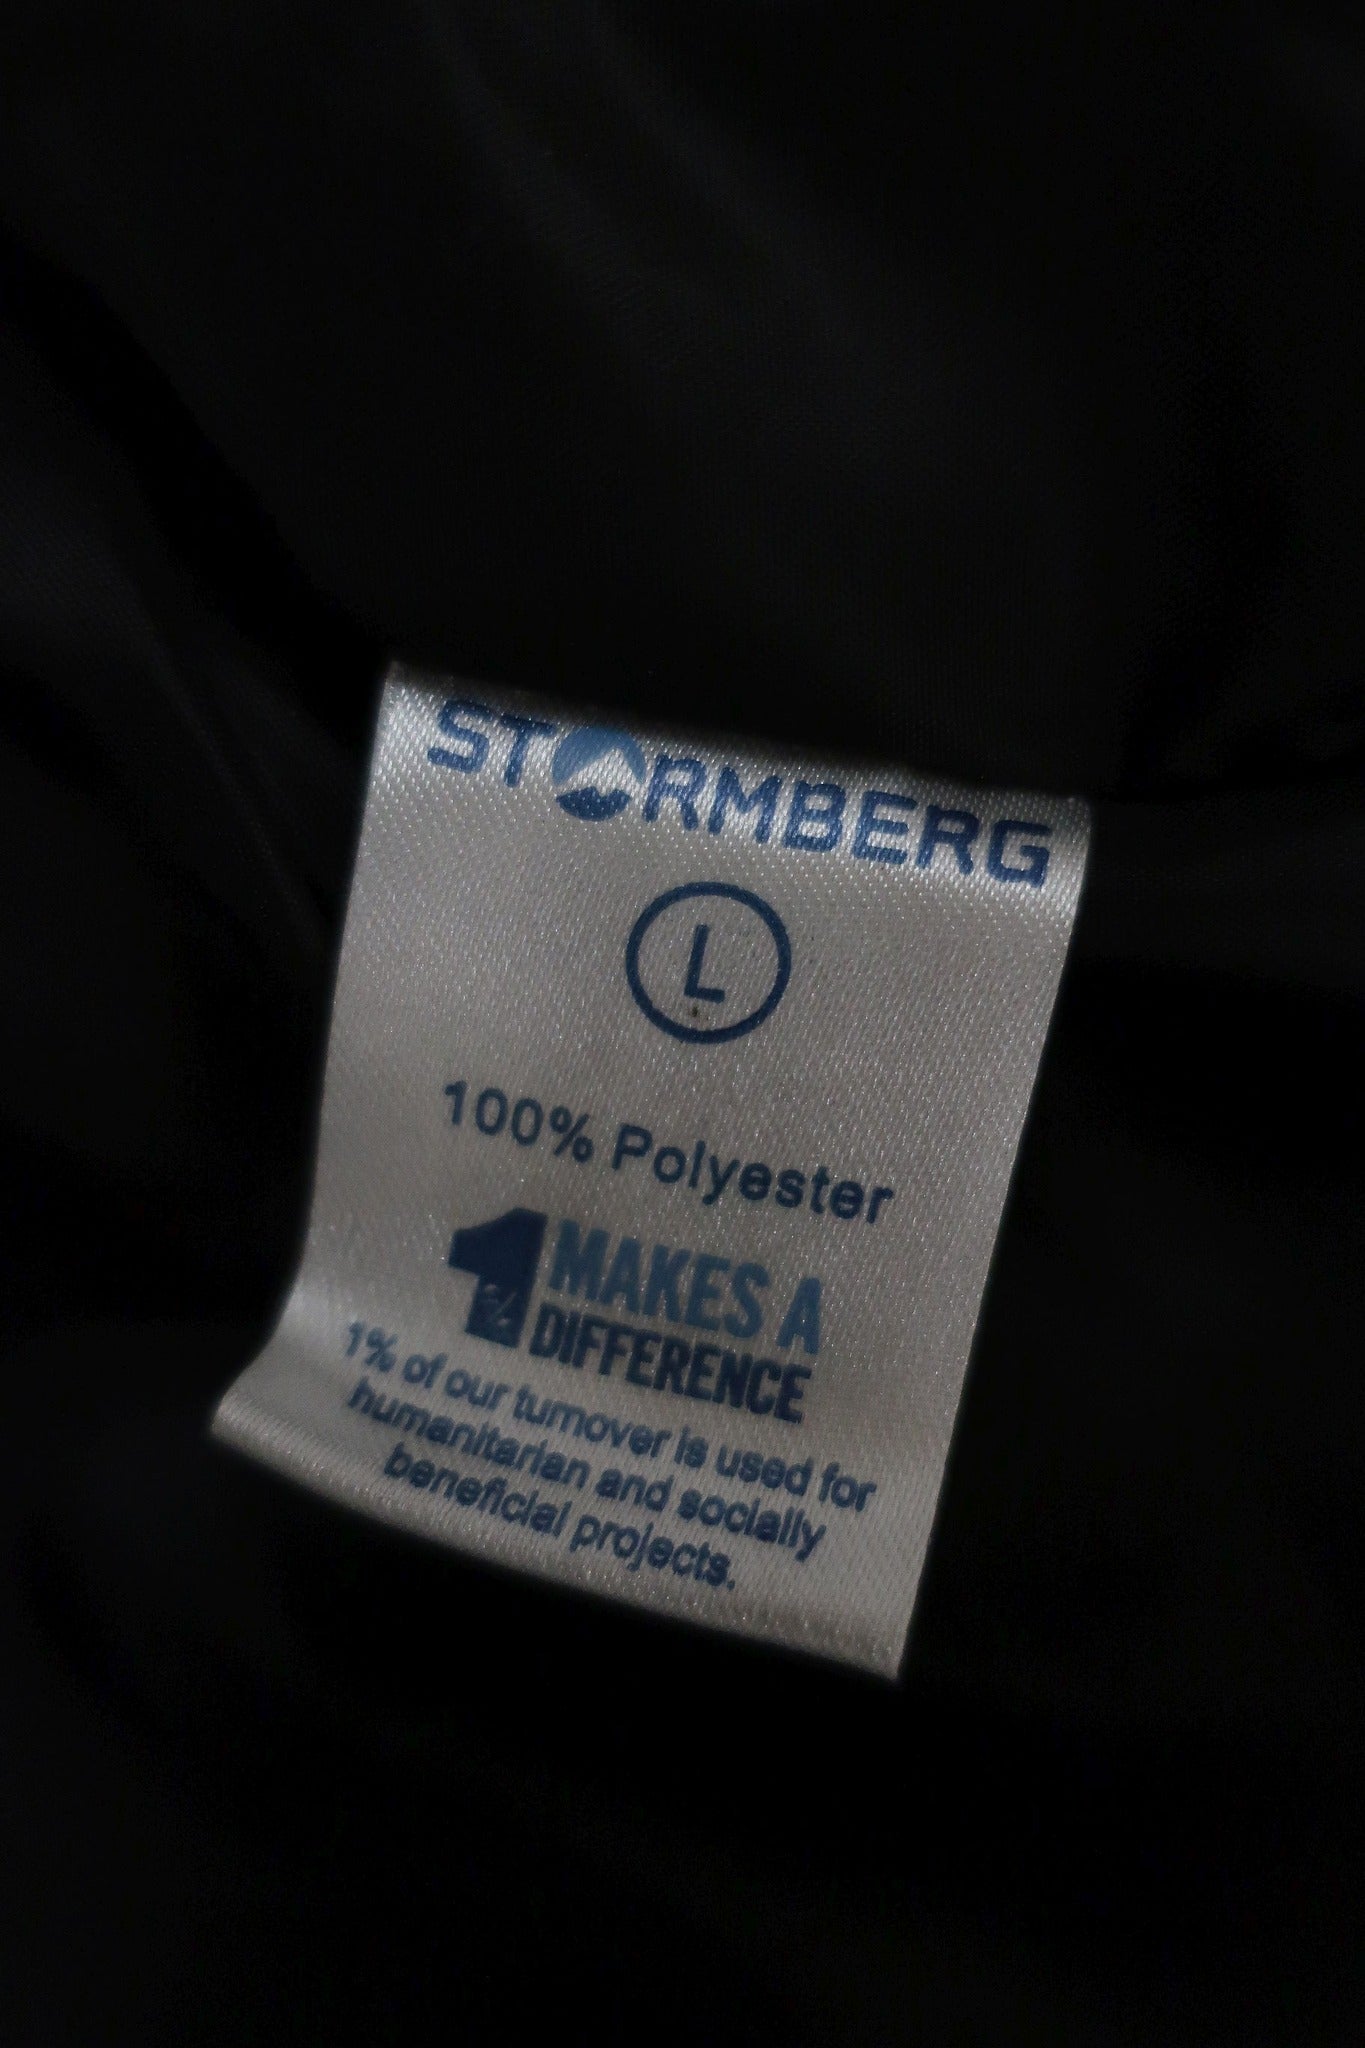 STORMBERG
L
100% Polyester
1% MAKES A
DIFFERENCE
1% of our turnover is used for
humanitarian and socially
beneficial projects.